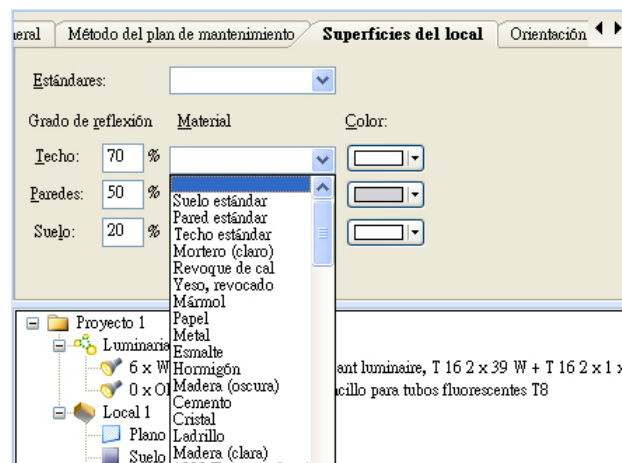 eral Método del plan de mantenimiento Superficies del local Orientación
Estándares:
Grado de reflexión Material Color:
Techo: 70 %
Paredes: 50 %
Suelo: 20 %
Suelo estándar
Pared estándar
Techo estándar
Mortero (claro)
Revoque de cal
Yeso, revocado
Mármol
Papel
Metal
Esmalte
Hormigón
Madera (oscura)
Cemento
Cristal
Ladrillo
Madera (clara)
Proyecto 1
Luminaria
6 x W ant luminaire, T 16 2 x 39 W + T 16 2 x 1 x
0 x Ol cillo para tubos fluorescentes T8
Local 1
Plano
Suelo